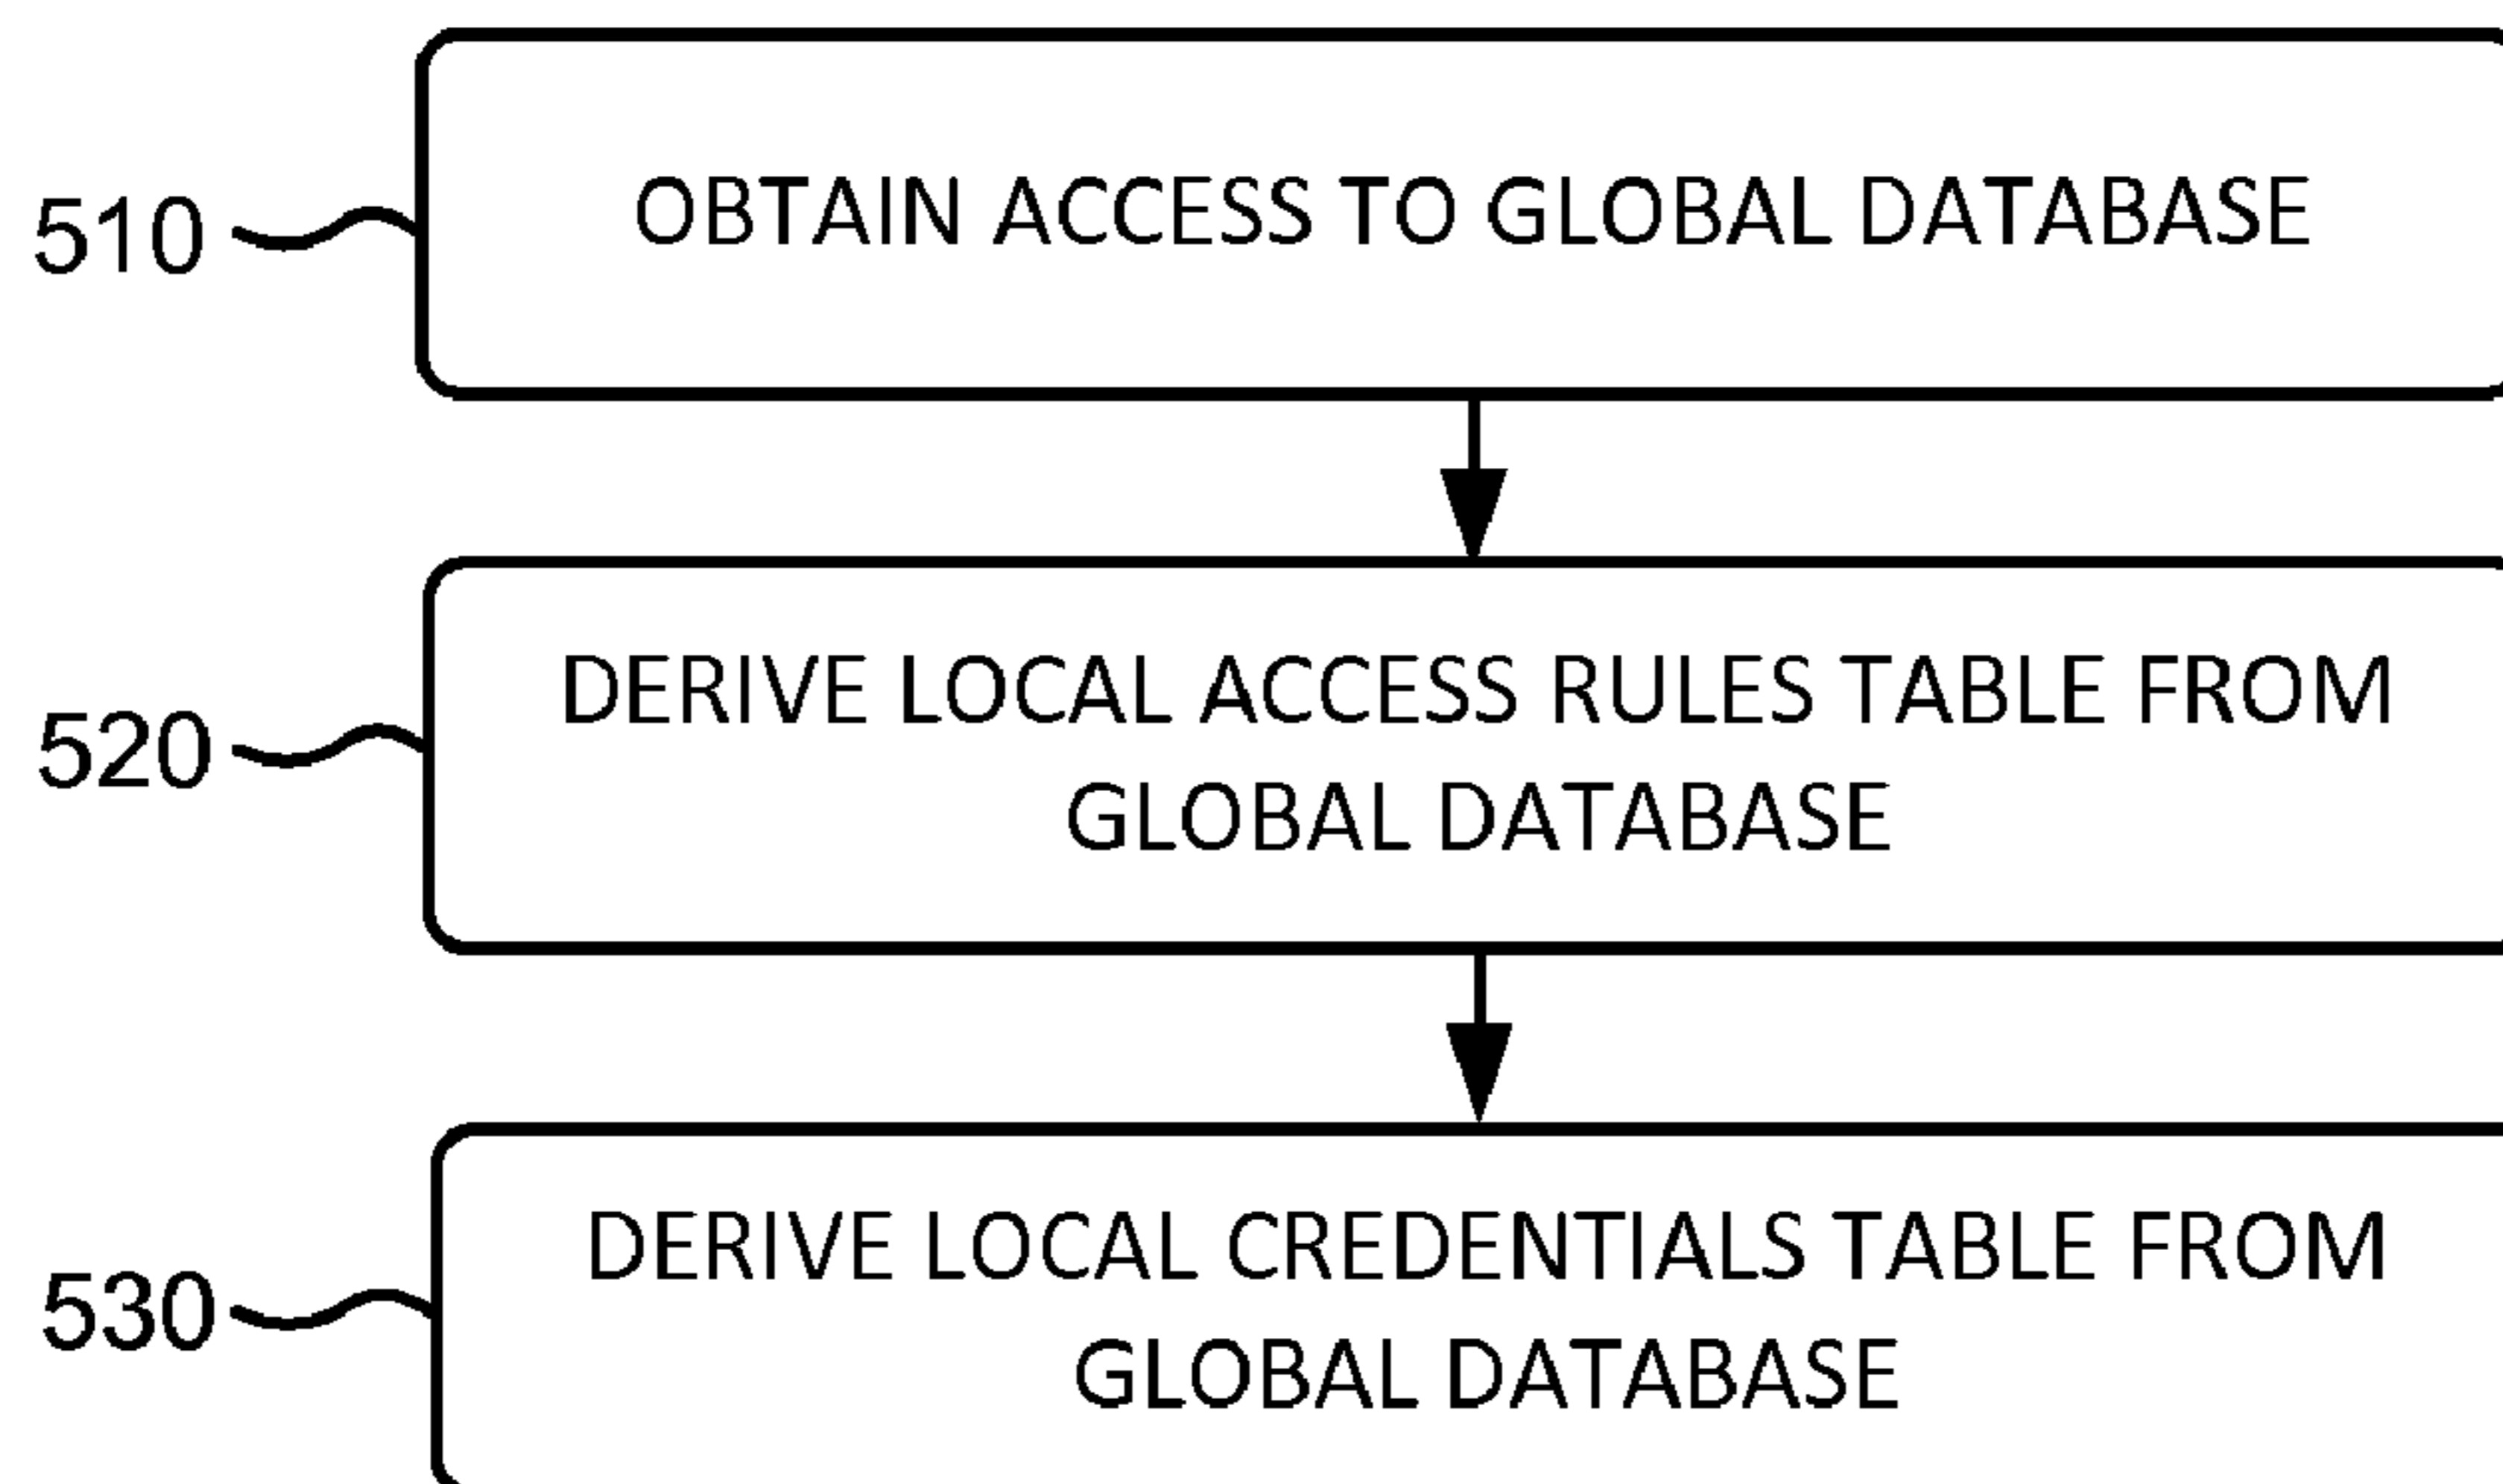 510
OBTAIN ACCESS TO GLOBAL DATABASE
520
DERIVE LOCAL ACCESS RULES TABLE FROM
GLOBAL DATABASE
530
DERIVE LOCAL CREDENTIALS TABLE FROM
GLOBAL DATABASE